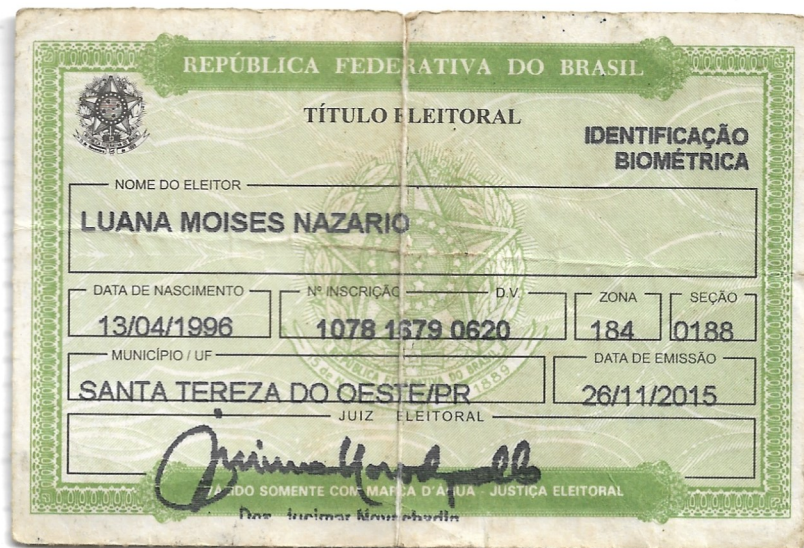 REPÚBLICA FEDERATIVA DO BRASIL
TÍTULO ELEITORAL
IDENTIFICAÇÃO
BIOMÉTRICA
NOME DO ELEITOR
LUANA MOISES NAZARIO
DATA DE NASCIMENTO Nº INSCRIÇÃO D.V. ZONA SEÇÃO
13/04/1996 1078 1679 0620 184 0188
MUNICÍPIO / UF DATA DE EMISSÃO
SANTA TEREZA DO OESTE/PR 26/11/2015
JUIZ ELEITORAL
VÁLIDO SOMENTE COM MARCA D'ÁGUA - JUSTIÇA ELEITORAL